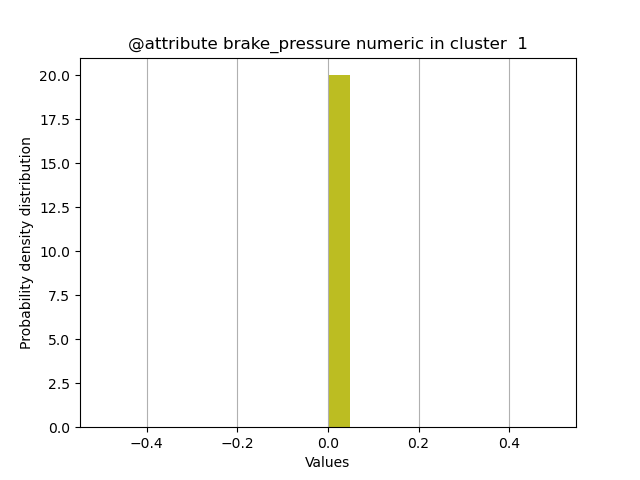 @attribute brake_pressure numeric in cluster  1
Probability density distribution
20.0
17.5
15.0
12.5
10.0
7.5
5.0
2.5
0.0
−0.4 −0.2 0.0 0.2 0.4
Values